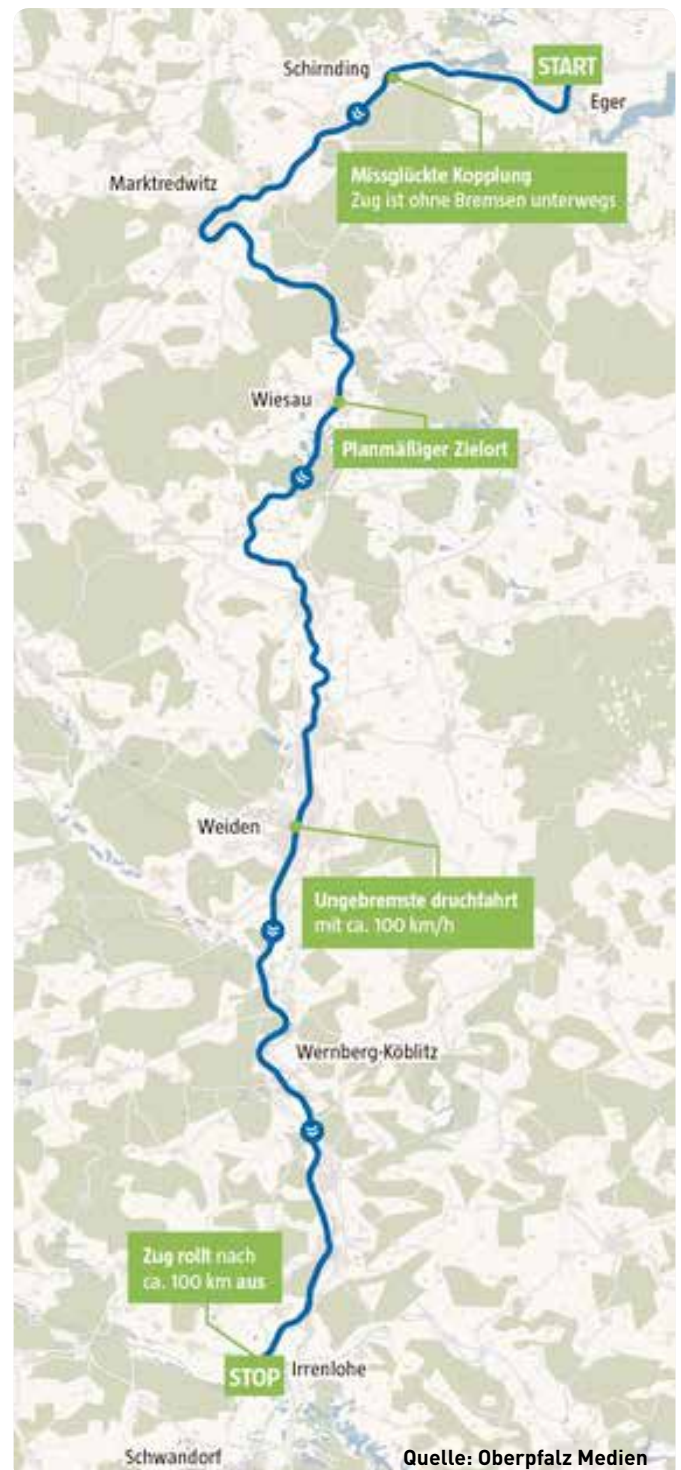 START
Schirnding
Eger
Missglückte Kopplung
Zug ist ohne Bremsen unterwegs
Marktredwitz
Wiesau
Planmäßiger Zielort
Weiden
Ungebremste druchfahrt
mit ca. 100 km/h
Wernberg-Köblitz
Zug rollt nach
ca. 100 km aus
STOP
Irrenlohe
Schwandorf
Quelle: Oberpfalz Medien